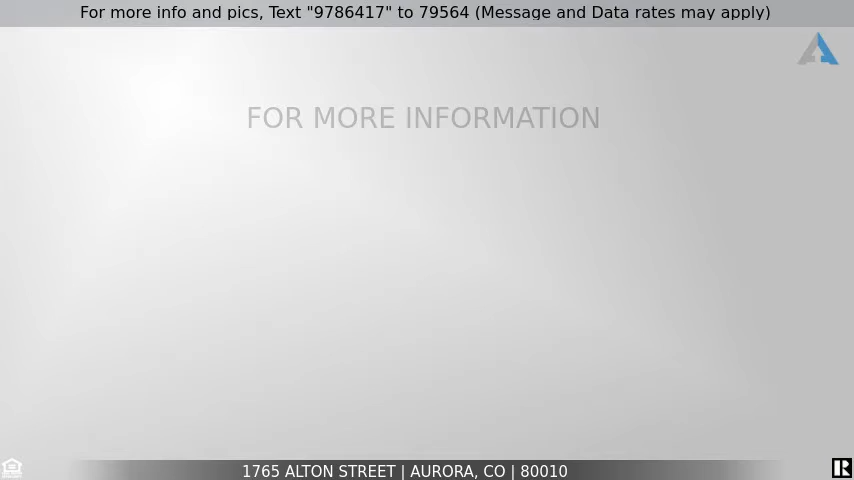 For more info and pics, Text "9786417" to 79564 (Message and Data rates may apply)
FOR MORE INFORMATION
1765 ALTON STREET | AURORA, CO | 80010